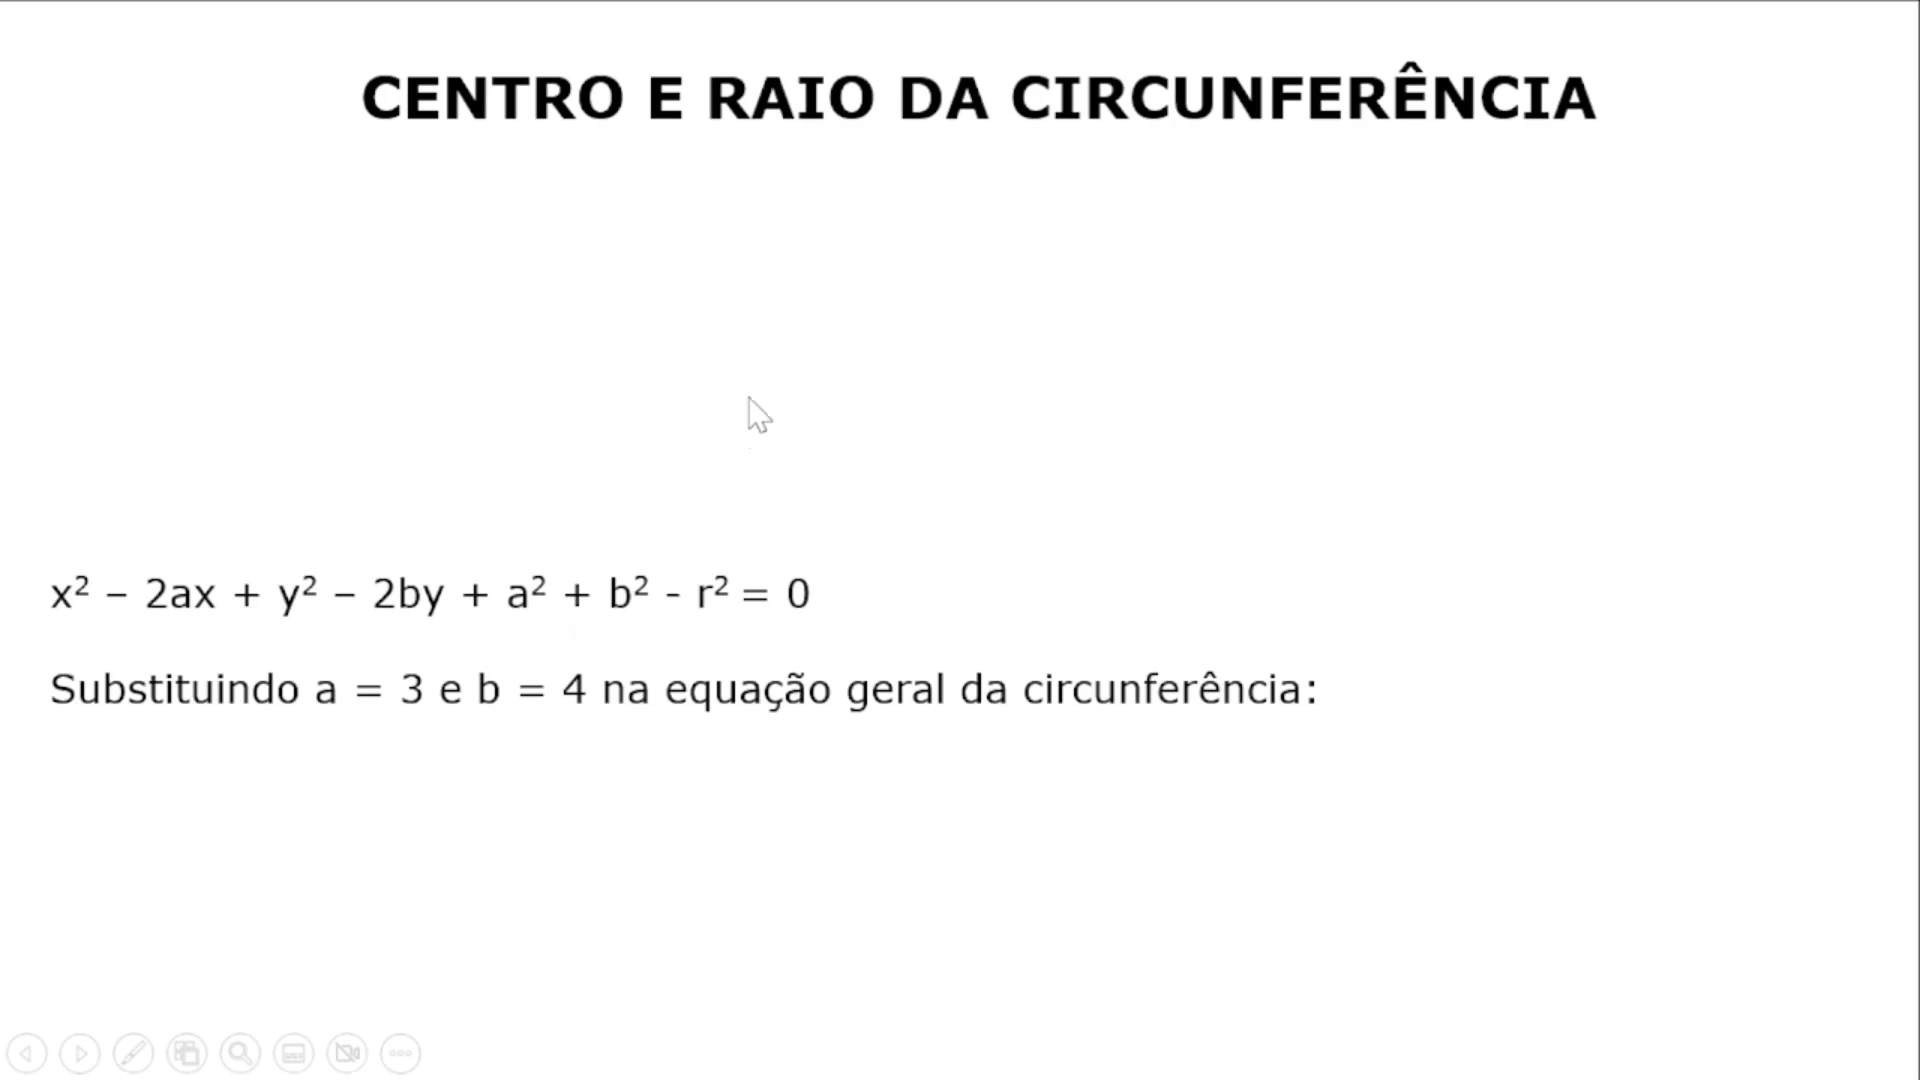 CENTRO E RAIO DA CIRCUNFERÊNCIA
x² – 2ax + y² – 2by + a² + b² - r² = 0
Substituindo a = 3 e b = 4 na equação geral da circunferência: